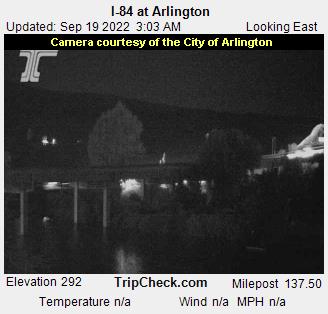 I-84 at Arlington
Updated: Sep 19 2022 3:03 AM Looking East
Camera courtesy of the City of Arlington
Elevation 292 TripCheck.com Milepost 137.50
Temperature n/a Wind n/a MPH n/a